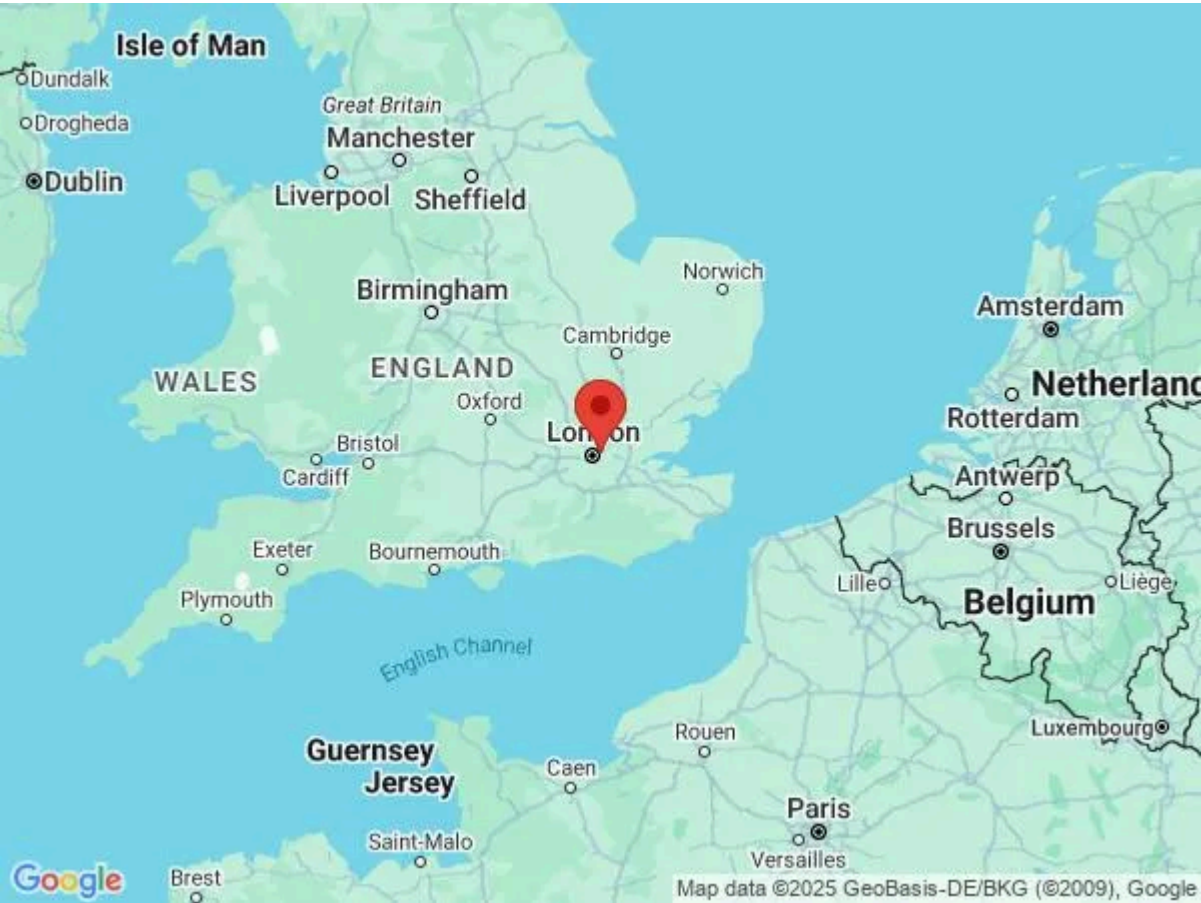 Isle of Man
Dundalk
Great Britain
Drogheda
Manchester
Dublin
Liverpool
Sheffield
Norwich
Birmingham
Amsterdam
Cambridge
ENGLAND
WALES
Netherland
Oxford
Rotterdam
London
Bristol
Cardiff
Antwerp
Brussels
Exeter
Bournemouth
Lille
Liège
Plymouth
Belgium
English Channel
Luxembourg
Rouen
Guernsey
Jersey
Caen
Paris
Saint-Malo
Versailles
Brest
Google
Map data ©2025 GeoBasis-DE/BKG (©2009), Google